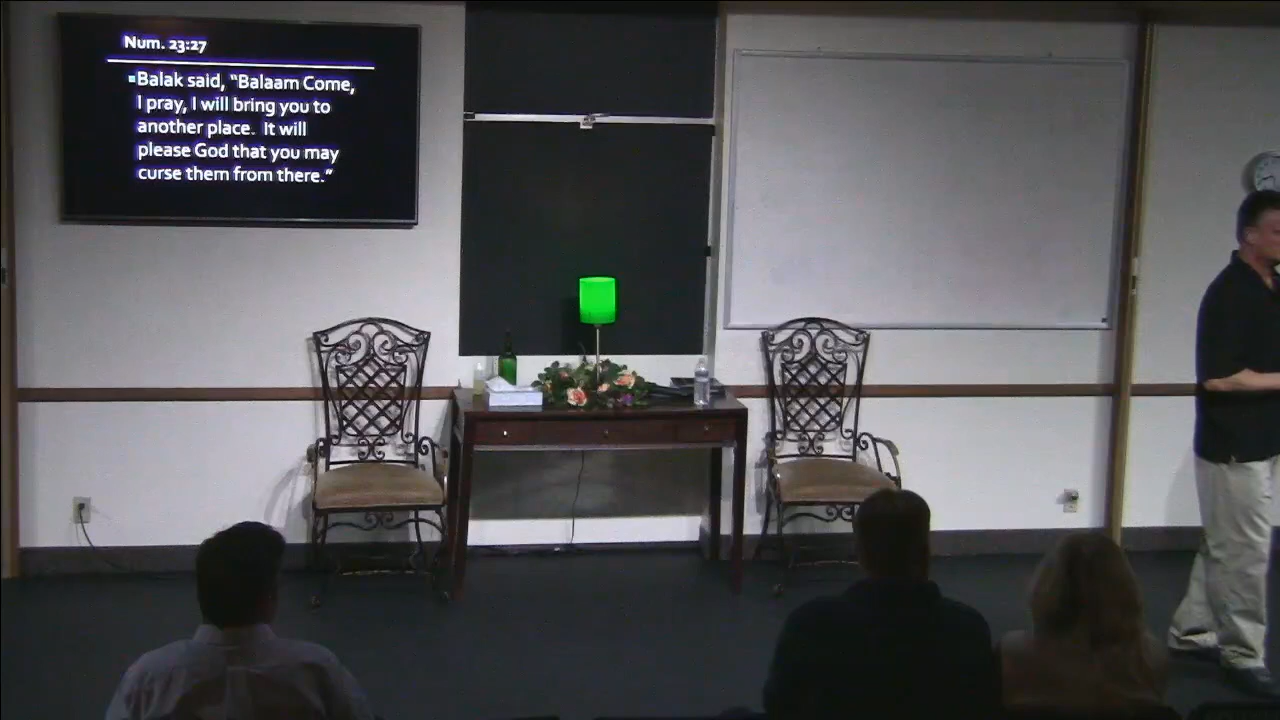 Num. 23:27
▪Balak said, "Balaam Come,
I pray, I will bring you to
another place. It will
please God that you may
curse them from there."